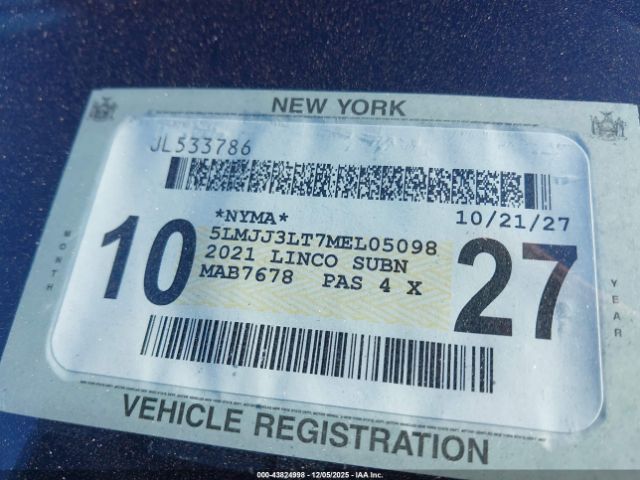 NEW YORK
JL533786
*NYMA* 10/21/27
MONTH 10 27 YEAR
5LMJJ3LT7MEL05098
2021 LINCO SUBN
MAB7678 PAS 4 X
VEHICLE REGISTRATION
000-43824998 - 12/05/2025 - IAA Inc.